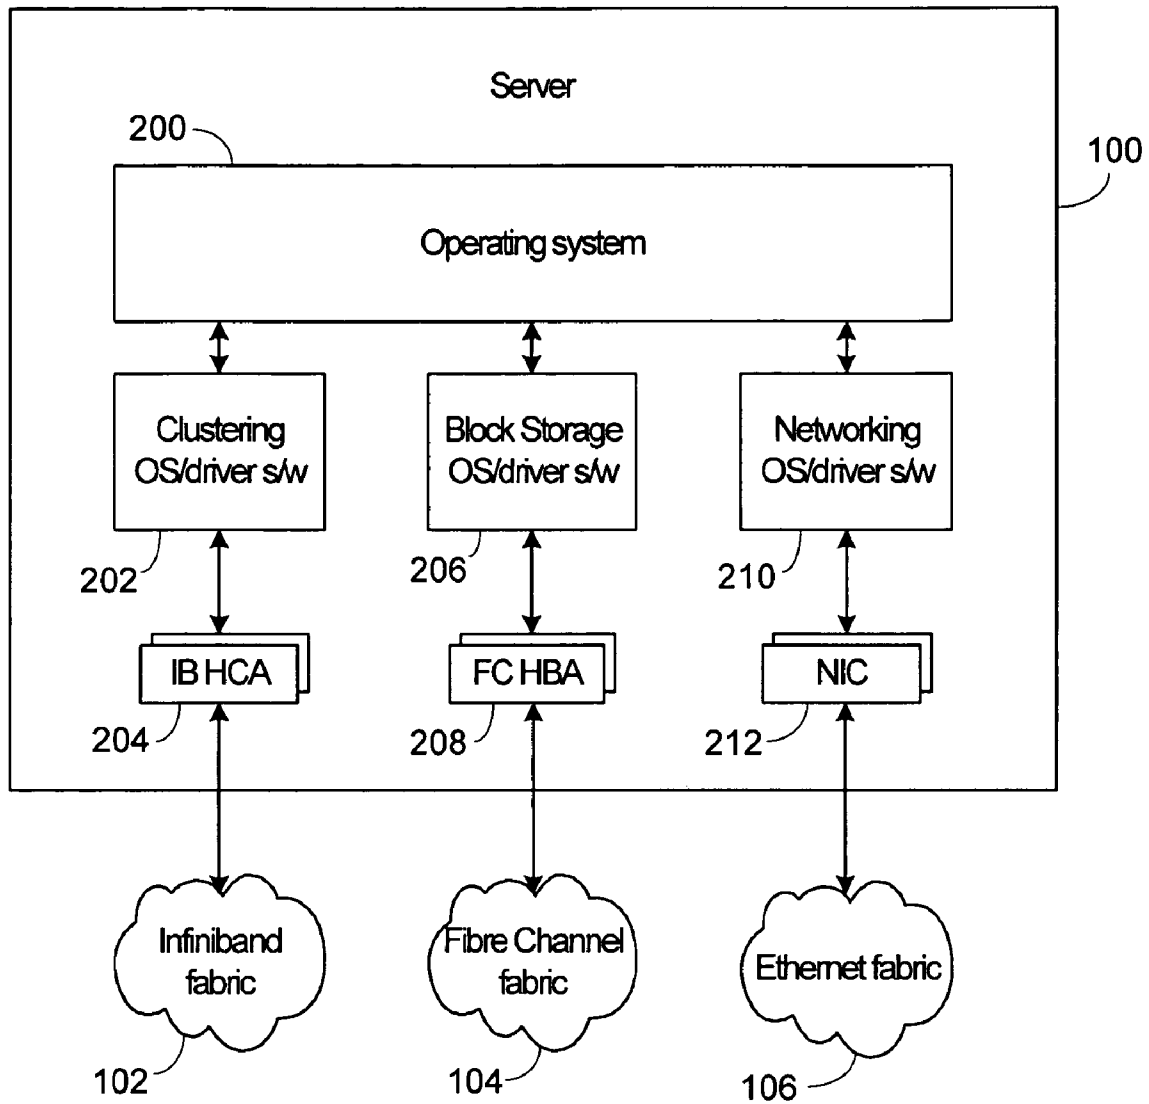 Server
200
100
Operating system
Clustering
OS/driver s/w
Block Storage
OS/driver s/w
Networking
OS/driver s/w
202
206
210
IB HCA
FC HBA
NIC
204
208
212
Infiniband
fabric
Fibre Channel
fabric
Ethernet fabric
102
104
106